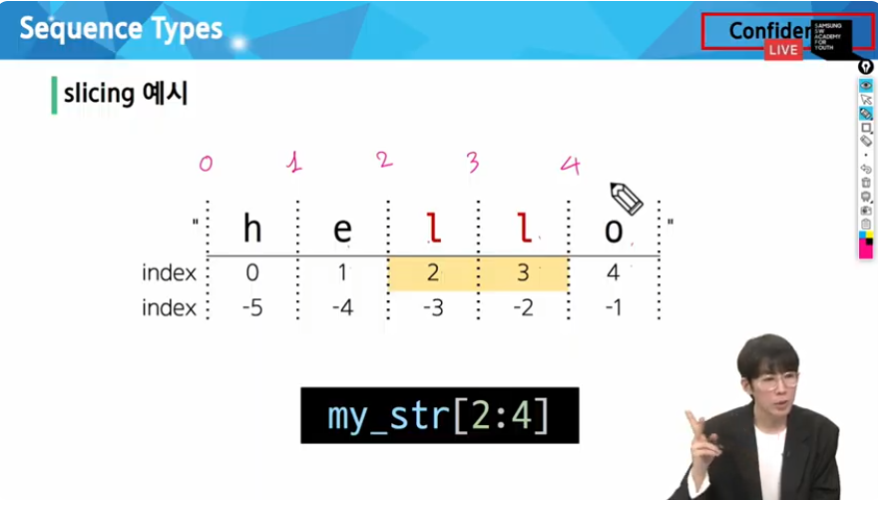 Sequence Types
Confiden
SAMSUNG
SW
ACADEMY
FOR
YOUTH
LIVE
slicing 예시
0 1 2 3 4
" h e l l o "
index 0 1 2 3 4
index -5 -4 -3 -2 -1
my_str[2:4]